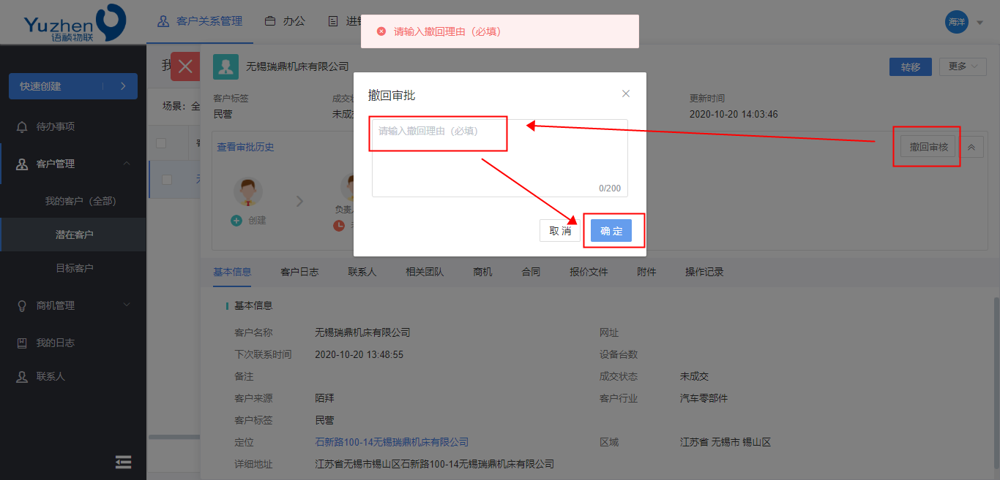 Yuzhen
语祯物联
客户关系管理
办公
请输入撤回理由（必填）
海洋
快速创建
待办事项
客户管理
我的客户（全部）
潜在客户
目标客户
商机管理
我的日志
联系人
我
场景：全
无锡瑞鼎机床有限公司
转移
更多
客户标签
民营
更新时间
2020-10-20 14:03:46
查看审批历史
创建
撤回审核
撤回审批
请输入撤回理由（必填）
0/200
取消
确定
基本信息 客户日志 联系人 相关团队 商机 合同 报价文件 附件 操作记录
基本信息
客户名称 无锡瑞鼎机床有限公司 网址
下次联系时间 2020-10-20 13:48:55 设备台数
备注 成交状态 未成交
客户来源 陌拜 客户行业 汽车零部件
客户标签 民营
定位 石新路100-14无锡瑞鼎机床有限公司 区域 江苏省 无锡市 锡山区
详细地址 江苏省无锡市锡山区石新路100-14无锡瑞鼎机床有限公司